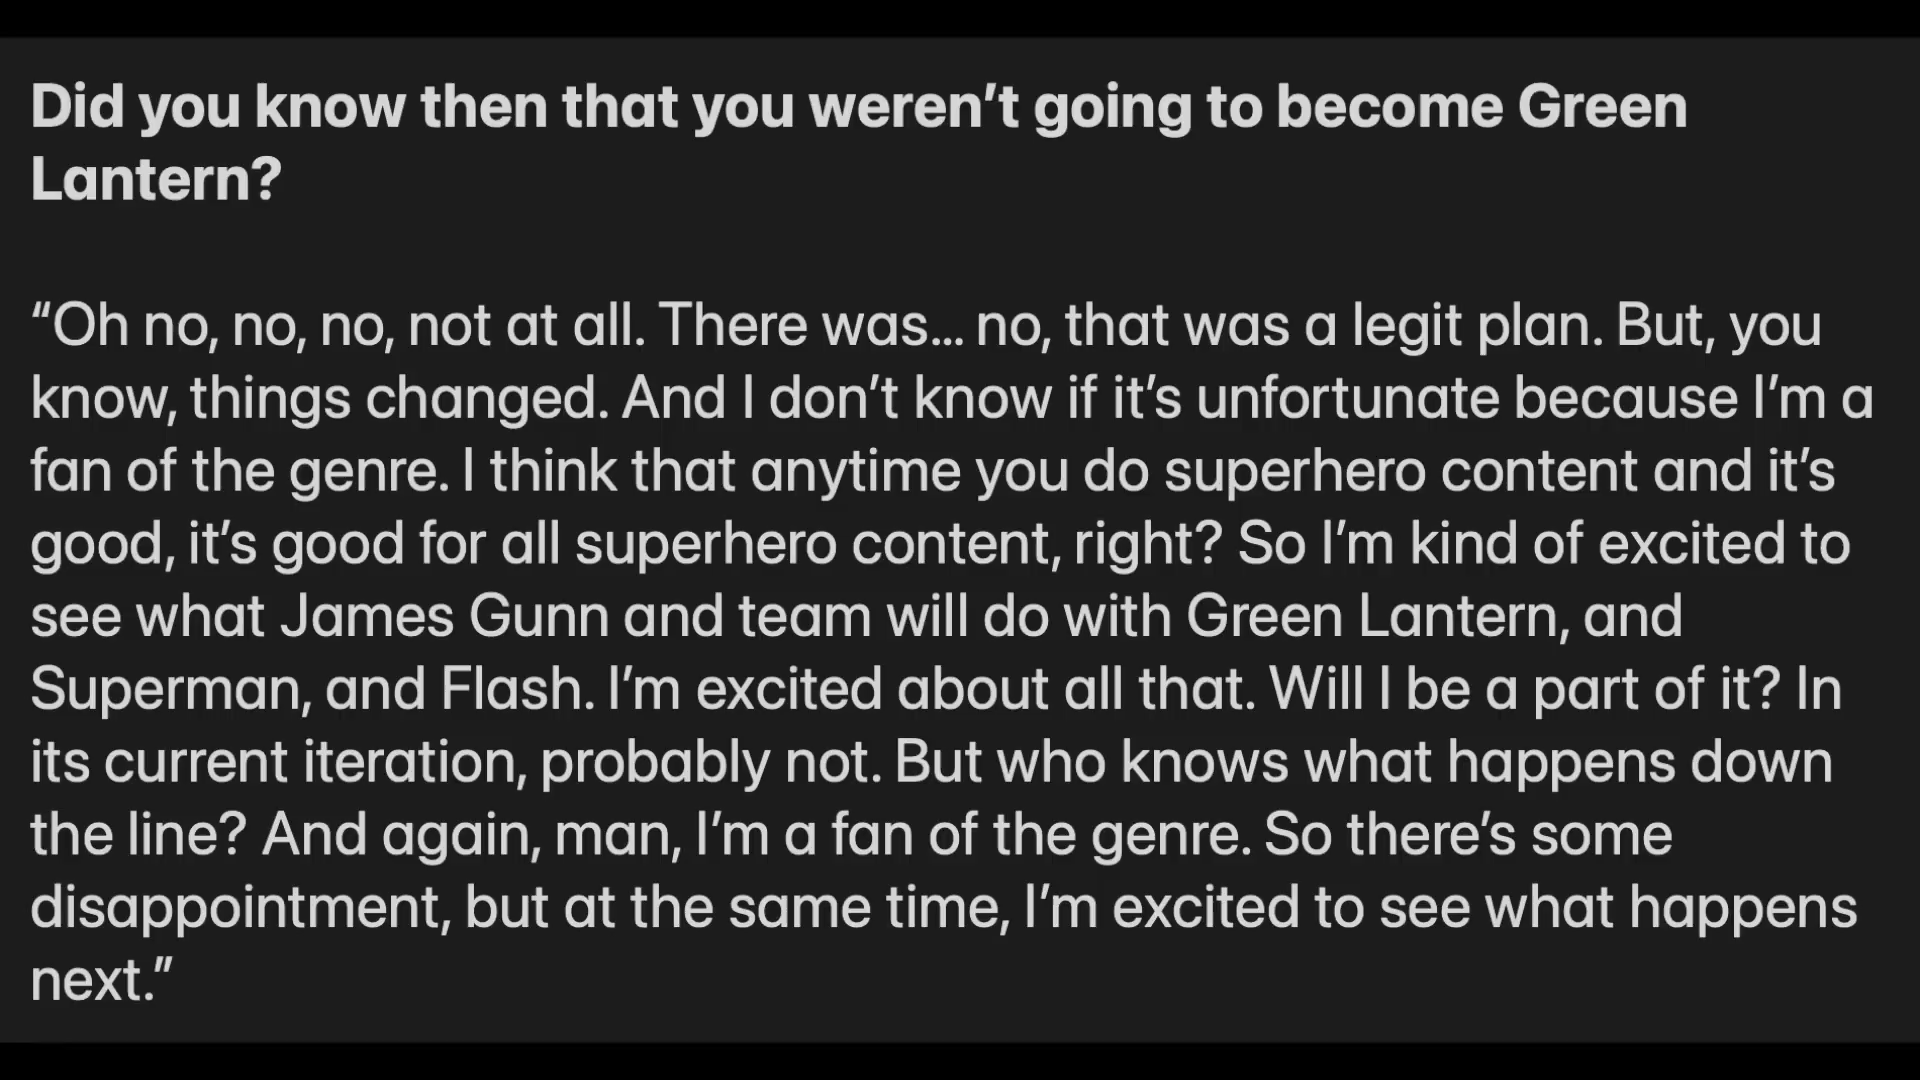 Did you know then that you weren’t going to become Green
Lantern?
“Oh no, no, no, not at all. There was... no, that was a legit plan. But, you
know, things changed. And I don’t know if it’s unfortunate because I’m a
fan of the genre. I think that anytime you do superhero content and it’s
good, it’s good for all superhero content, right? So I’m kind of excited to
see what James Gunn and team will do with Green Lantern, and
Superman, and Flash. I’m excited about all that. Will I be a part of it? In
its current iteration, probably not. But who knows what happens down
the line? And again, man, I’m a fan of the genre. So there’s some
disappointment, but at the same time, I’m excited to see what happens
next.”